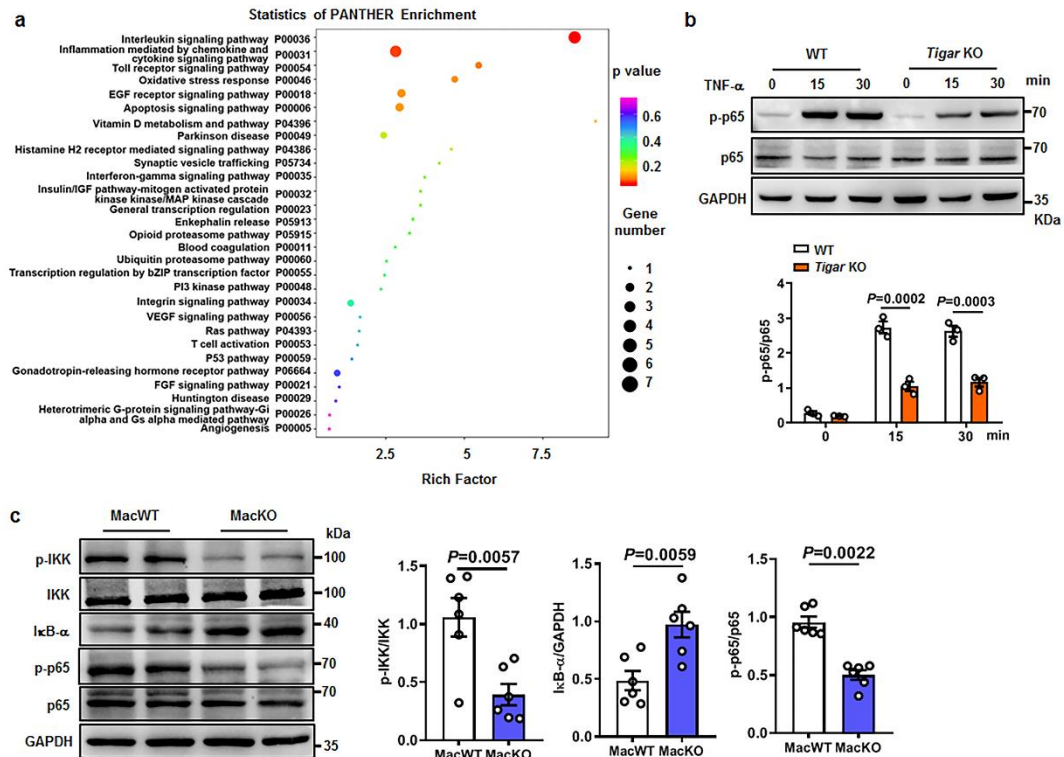 a
Statistics of PANTHER Enrichment
Interleukin signaling pathway P00036
Inflammation mediated by chemokine and
cytokine signaling pathway P00031
Toll receptor signaling pathway P00054
Oxidative stress response P00046
EGF receptor signaling pathway P00018
Apoptosis signaling pathway P00006
Vitamin D metabolism and pathway P04396
Parkinson disease P00049
Histamine H2 receptor mediated signaling pathway P04386
Synaptic vesicle trafficking P05734
Interferon-gamma signaling pathway P00035
Insulin/IGF pathway-mitogen activated protein
kinase kinase/MAP kinase cascade P00032
General transcription regulation P00023
Enkephalin release P05913
Opioid proteasome pathway P05915
Blood coagulation P00011
Ubiquitin proteasome pathway P00060
Transcription regulation by bZIP transcription factor P00055
PI3 kinase pathway P00048
Integrin signaling pathway P00034
VEGF signaling pathway P00056
Ras pathway P04393
T cell activation P00053
P53 pathway P00059
Gonadotropin-releasing hormone receptor pathway P06664
FGF signaling pathway P00021
Huntington disease P00029
Heterotrimeric G-protein signaling pathway-Gi
alpha and Gs alpha mediated pathway P00026
Angiogenesis P00005
2.5 5 7.5
Rich Factor
p value
0.6
0.4
0.2
Gene
number
1
2
3
4
5
6
7
b
WT Tigar KO
TNF-α 0 15 30 0 15 30 min
p-p65 70
p65 70
GAPDH 35
KDa
WT
Tigar KO
p-p65/p65
4
3
2
1
0
P=0.0002 P=0.0003
0 15 30 min
c
MacWT MacKO
kDa
p-IKK 100
IKK 100
IκB-α 40
p-p65 70
p65 70
GAPDH 35
P=0.0057
p-IKK/IKK
1.5
1.0
0.5
0.0
MacWT MacKO
P=0.0059
IκB-α/GAPDH
1.5
1.0
0.5
0.0
MacWT MacKO
P=0.0022
p-p65/p65
1.5
1.0
0.5
0.0
MacWT MacKO